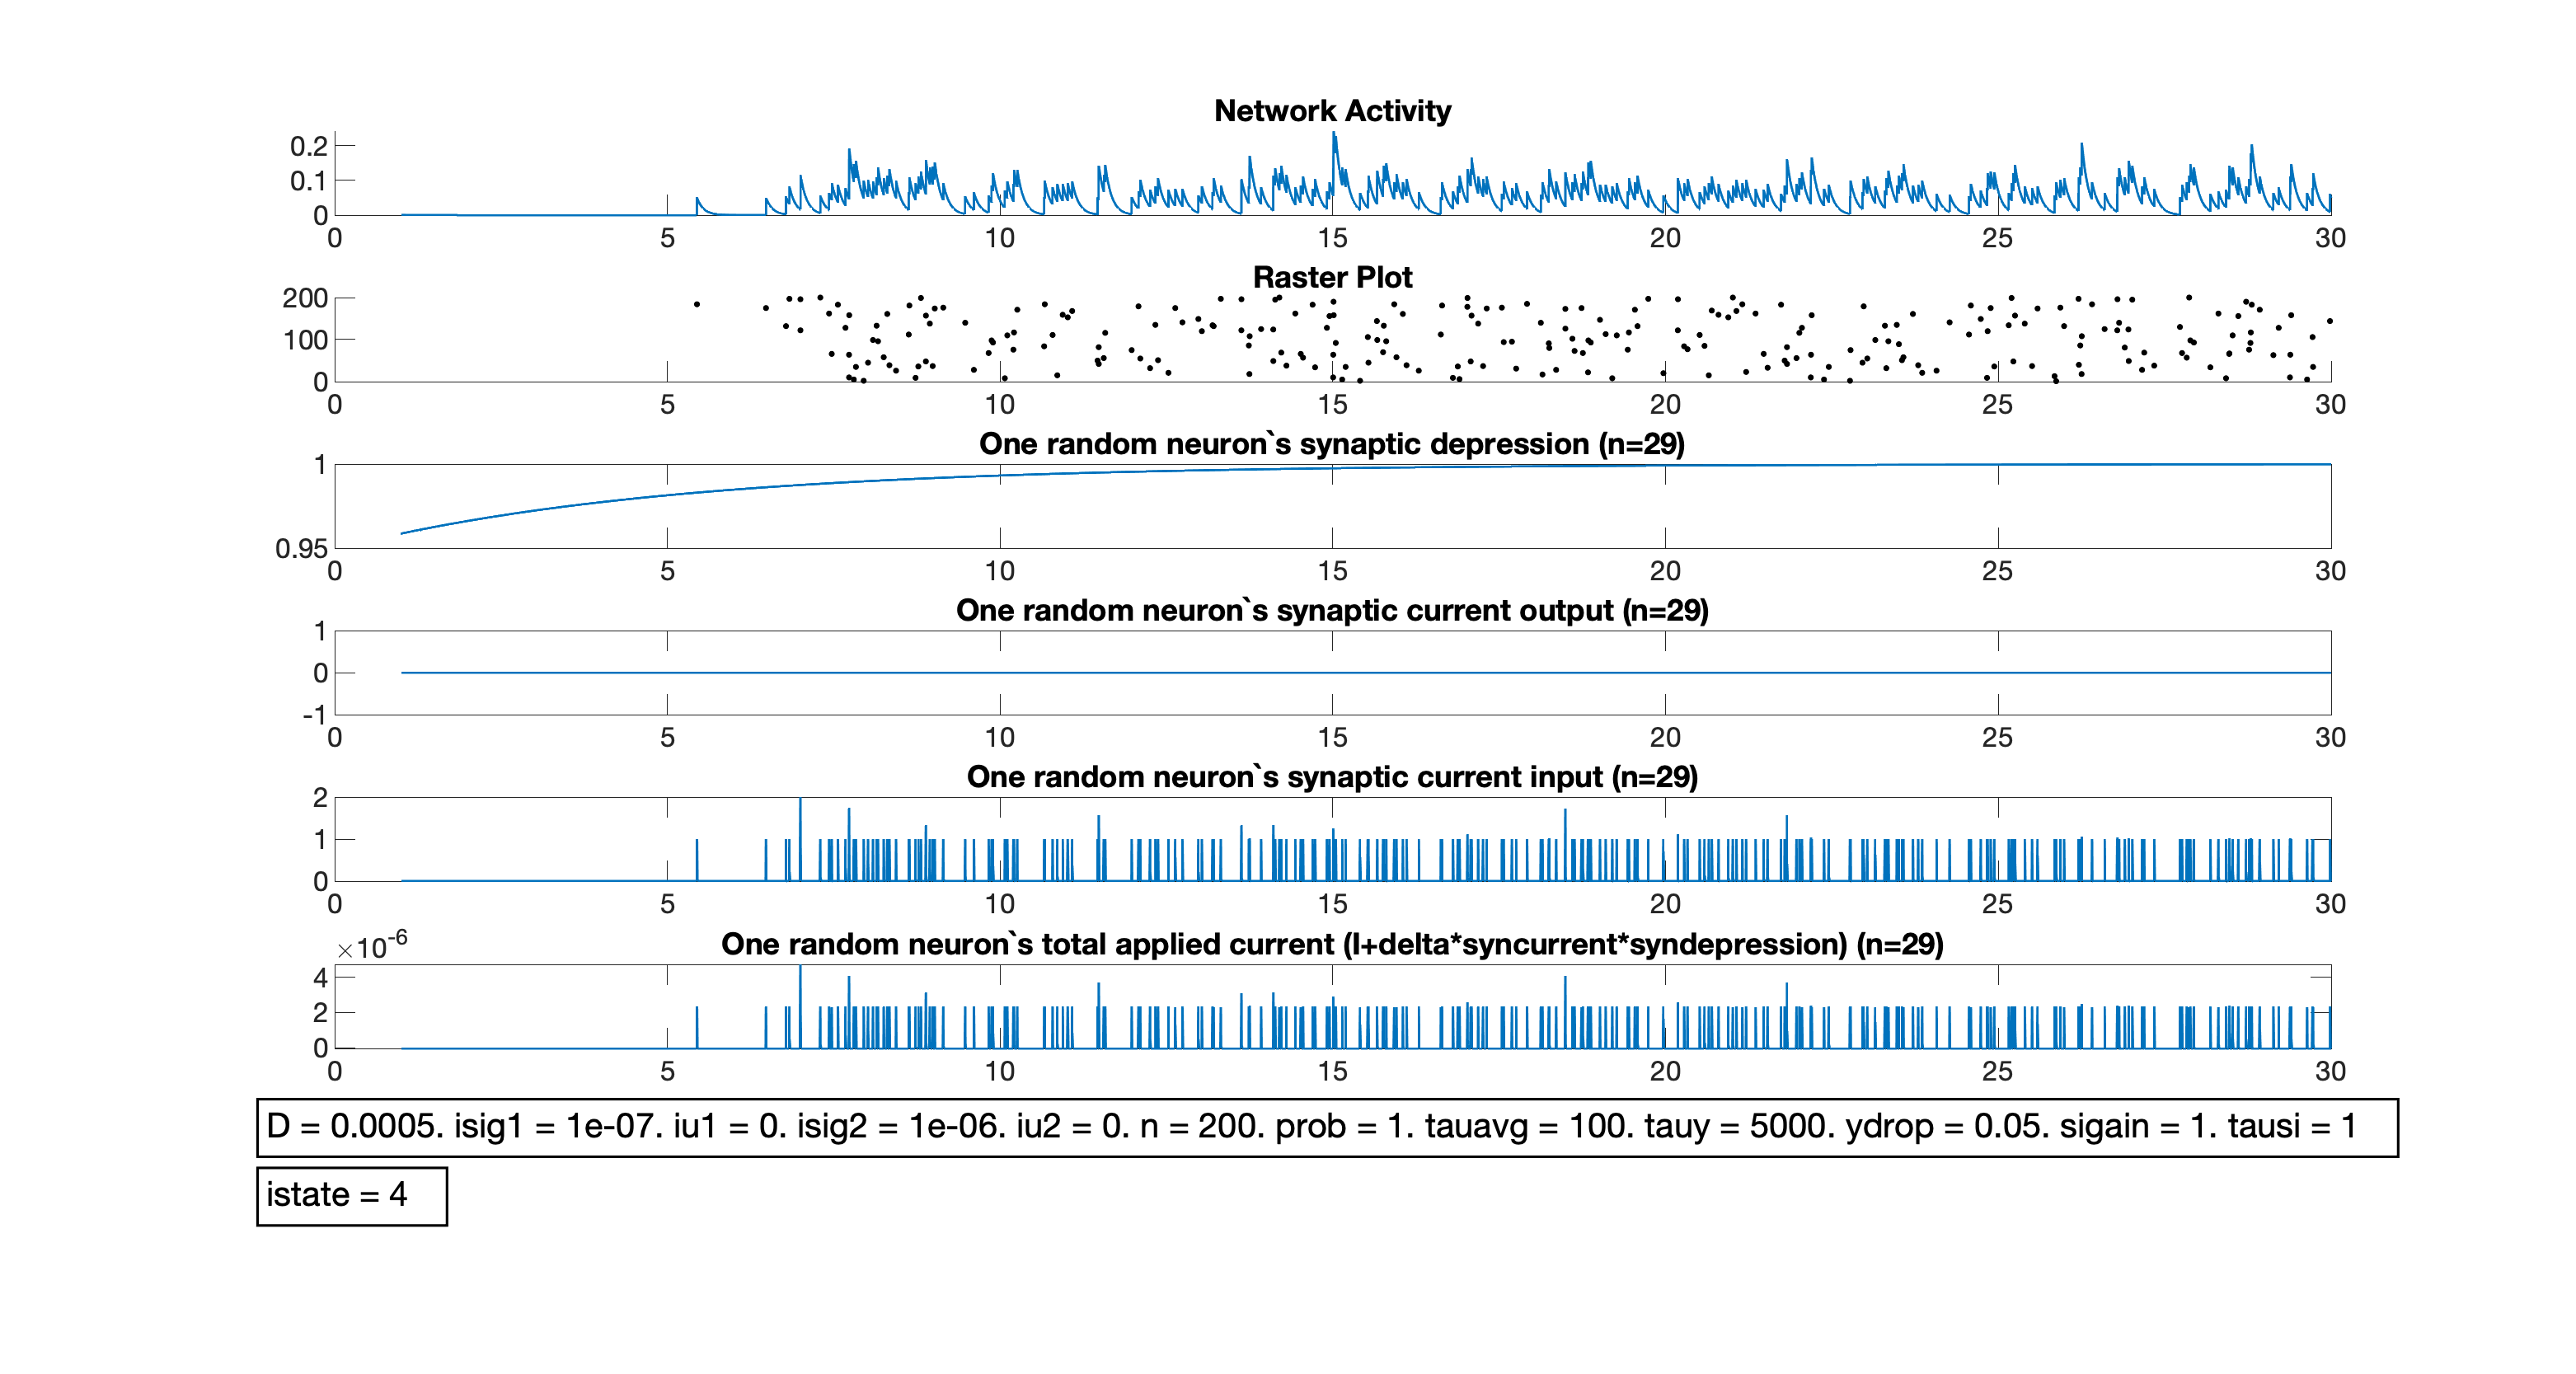 Network Activity
0.2
0.1
0
0 5 10 15 20 25 30
Raster Plot
200
100
0
0 5 10 15 20 25 30
One random neuron`s synaptic depression (n=29)
1
0.95
0 5 10 15 20 25 30
One random neuron`s synaptic current output (n=29)
1
0
-1
0 5 10 15 20 25 30
One random neuron`s synaptic current input (n=29)
2
1
0
0 5 10 15 20 25 30
×10-6
One random neuron`s total applied current (I+delta*syncurrent*syndepression) (n=29)
4
2
0
0 5 10 15 20 25 30
D = 0.0005. isig1 = 1e-07. iu1 = 0. isig2 = 1e-06. iu2 = 0. n = 200. prob = 1. tauavg = 100. tauy = 5000. ydrop = 0.05. sigain = 1. tausi = 1
istate = 4